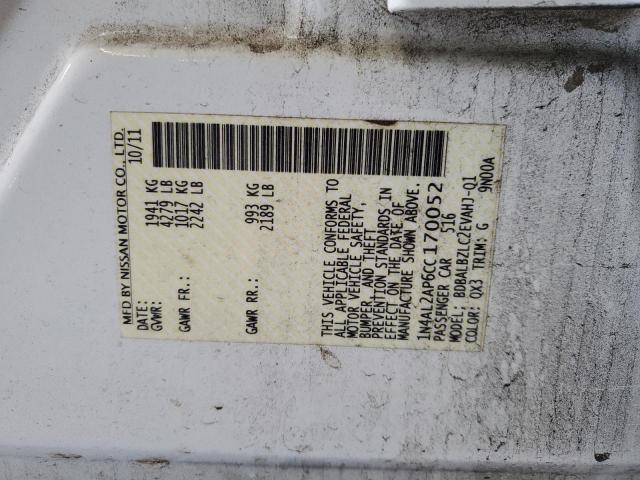 MFD BY NISSAN MOTOR CO., LTD.
DATE: 10/11
GVWR: 1941 KG
4279 LB
GAWR FR: 1017 KG
2242 LB
GAWR RR: 993 KG
2189 LB
THIS VEHICLE CONFORMS TO
ALL APPLICABLE FEDERAL
MOTOR VEHICLE SAFETY,
BUMPER, AND THEFT
PREVENTION STANDARDS IN
EFFECT ON THE DATE OF
MANUFACTURE SHOWN ABOVE.
1N4AL2AP6CC170052
PASSENGER CAR 516
MODEL: BDBALBZLC2EVAHJ-Q1
COLOR: QX3 TRIM: G 9N00A